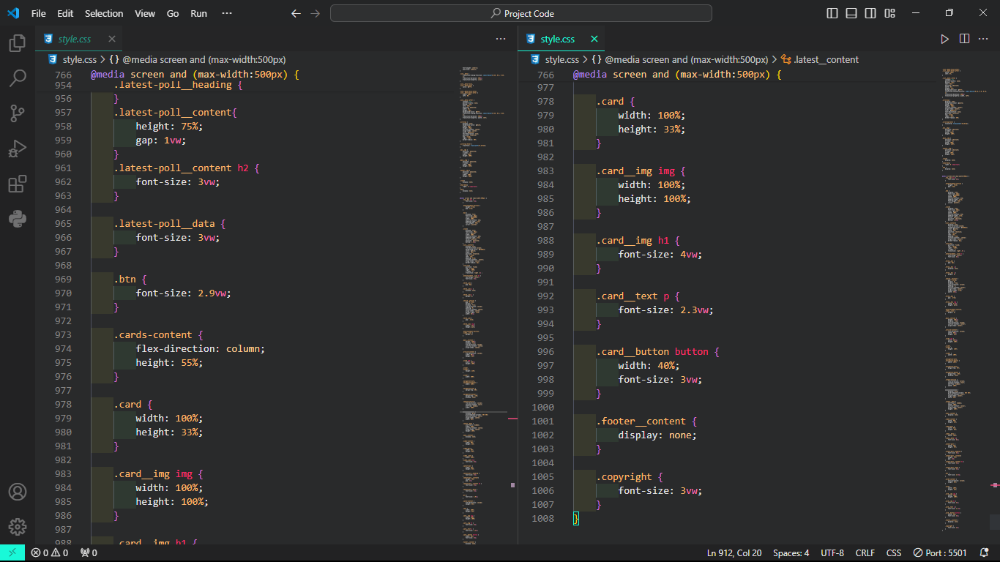 File Edit Selection View Go Run ···
Project Code
style.css
style.css > {} @media screen and (max-width:500px)
766 @media screen and (max-width:500px) {
954 .latest-poll__heading {
956 }
957 .latest-poll__content{
958 height: 75%;
959 gap: 1vw;
960 }
961 .latest-poll__content h2 {
962 font-size: 3vw;
963 }
964
965 .latest-poll__data {
966 font-size: 3vw;
967 }
968
969 .btn {
970 font-size: 2.9vw;
971 }
972
973 .cards-content {
974 flex-direction: column;
975 height: 55%;
976 }
977
978 .card {
979 width: 100%;
980 height: 33%;
981 }
982
983 .card__img img {
984 width: 100%;
985 height: 100%;
986 }
987
988 .card__img h1 {
style.css
style.css > {} @media screen and (max-width:500px) > .latest__content
766 @media screen and (max-width:500px) {
977
978 .card {
979 width: 100%;
980 height: 33%;
981 }
982
983 .card__img img {
984 width: 100%;
985 height: 100%;
986 }
987
988 .card__img h1 {
989 font-size: 4vw;
990 }
991
992 .card__text p {
993 font-size: 2.3vw;
994 }
995
996 .card__button button {
997 width: 40%;
998 font-size: 3vw;
999 }
1000
1001 .footer__content {
1002 display: none;
1003 }
1004
1005 .copyright {
1006 font-size: 3vw;
1007 }
1008 }
0 0 0 Ln 912, Col 20 Spaces: 4 UTF-8 CRLF CSS Port : 5501